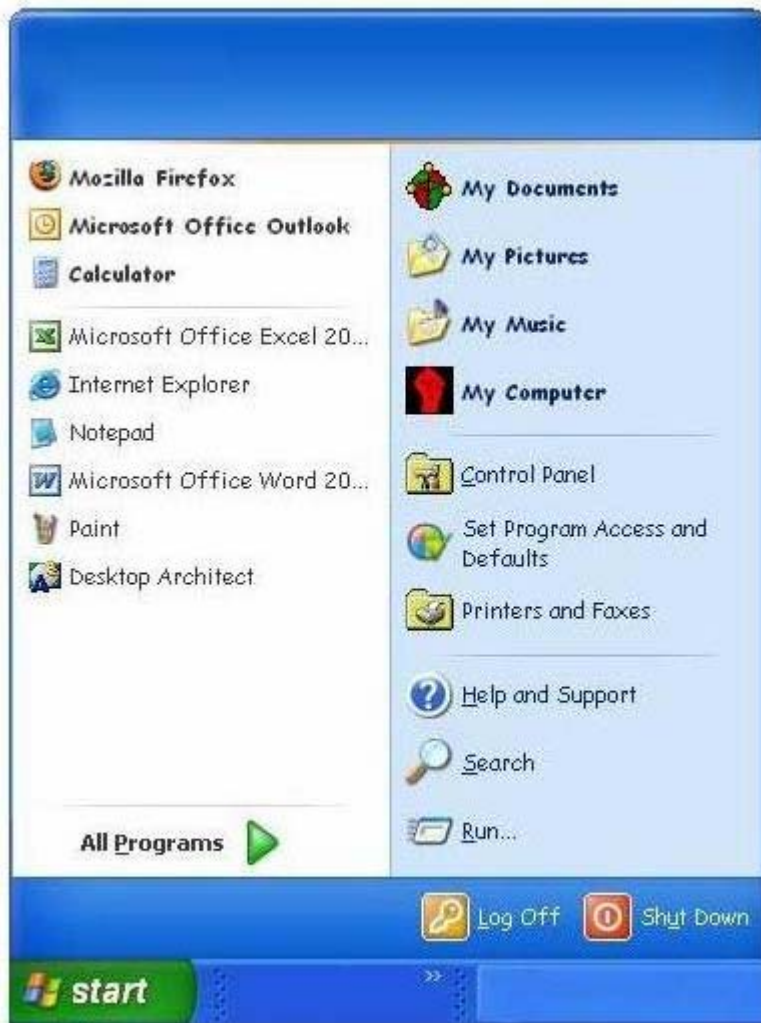 Mozilla Firefox
Microsoft Office Outlook
Calculator
Microsoft Office Excel 20...
Internet Explorer
Notepad
Microsoft Office Word 20...
Paint
Desktop Architect
All Programs
My Documents
My Pictures
My Music
My Computer
Control Panel
Set Program Access and
Defaults
Printers and Faxes
Help and Support
Search
Run...
Log Off
Shut Down
start